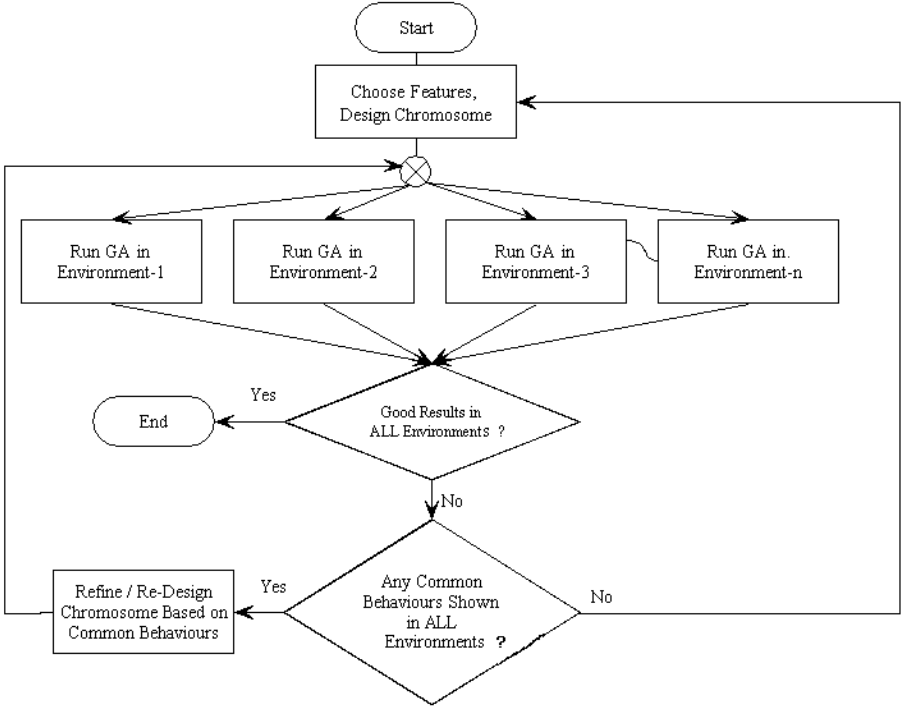 Start
Choose Features,
Design Chromosome
Run GA in
Environment-1
Run GA in
Environment-2
Run GA in
Environment-3
Run GA in.
Environment-n
Yes
Good Results in
ALL Environments ?
End
No
Any Common
Behaviours Shown
in ALL
Environments ?
Yes
No
Refine / Re-Design
Chromosome Based on
Common Behaviours